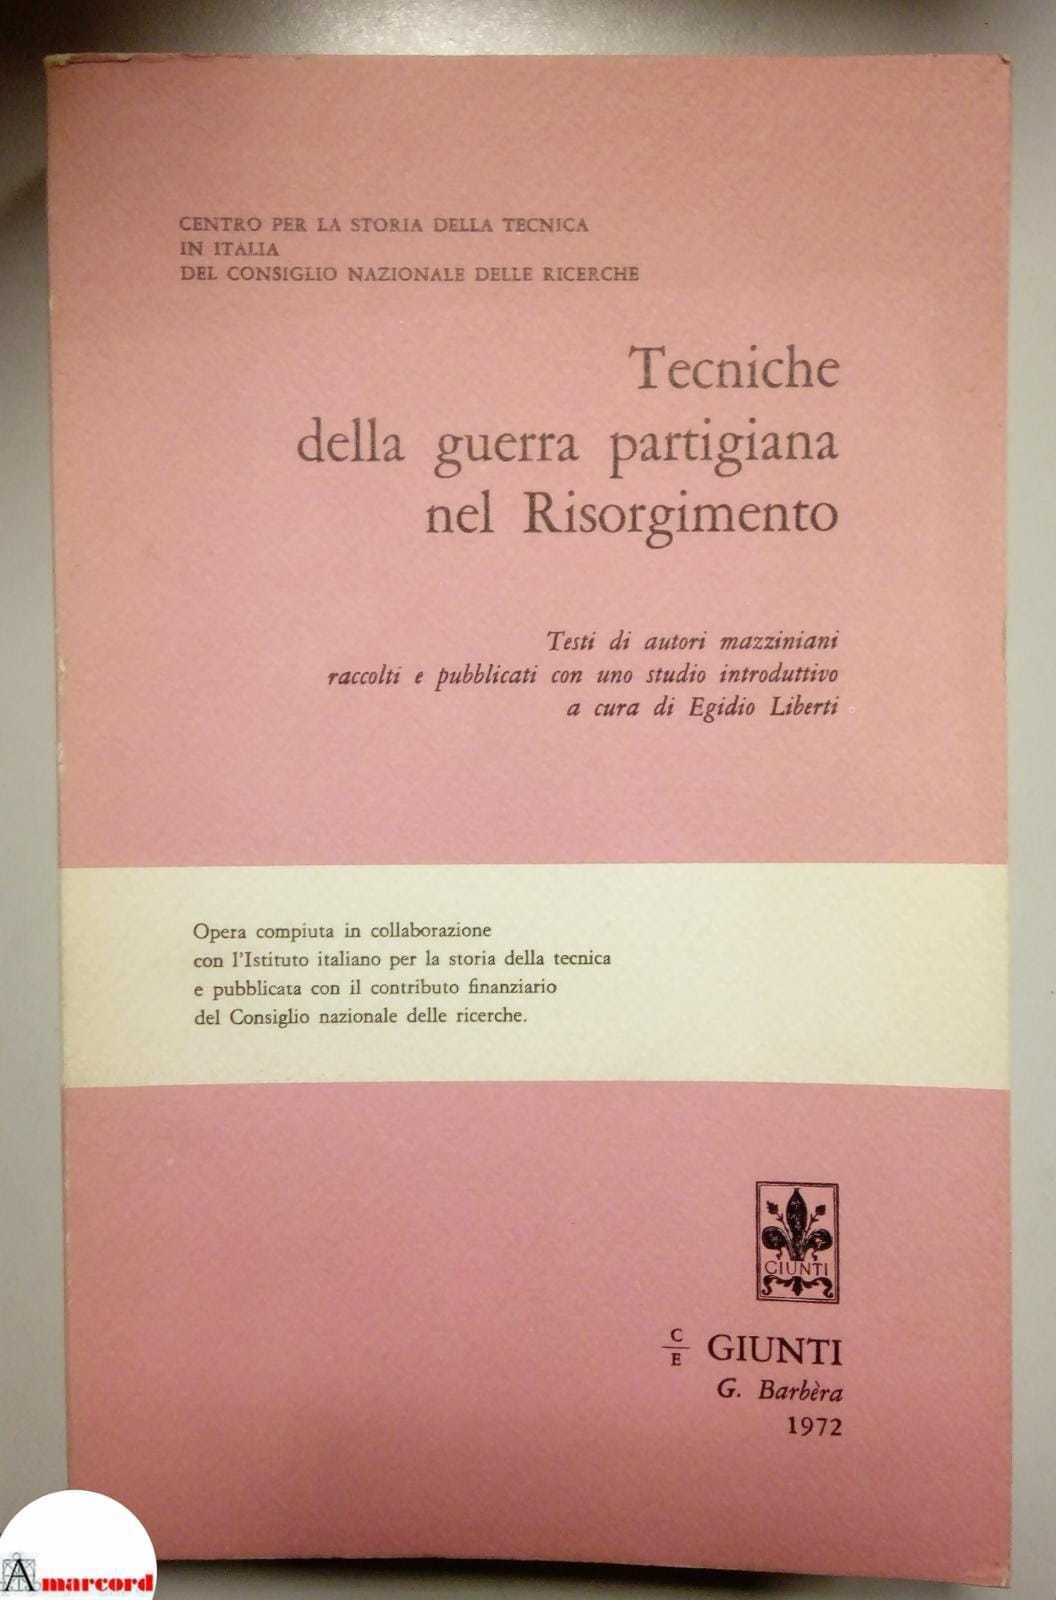 CENTRO PER LA STORIA DELLA TECNICA
IN ITALIA
DEL CONSIGLIO NAZIONALE DELLE RICERCHE
Tecniche
della guerra partigiana
nel Risorgimento
Testi di autori mazziniani
raccolti e pubblicati con uno studio introduttivo
a cura di Egidio Liberti
Opera compiuta in collaborazione
con l'Istituto italiano per la storia della tecnica
e pubblicata con il contributo finanziario
del Consiglio nazionale delle ricerche.
GIUNTI
C
E GIUNTI
G. Barbèra
1972
Amarcord